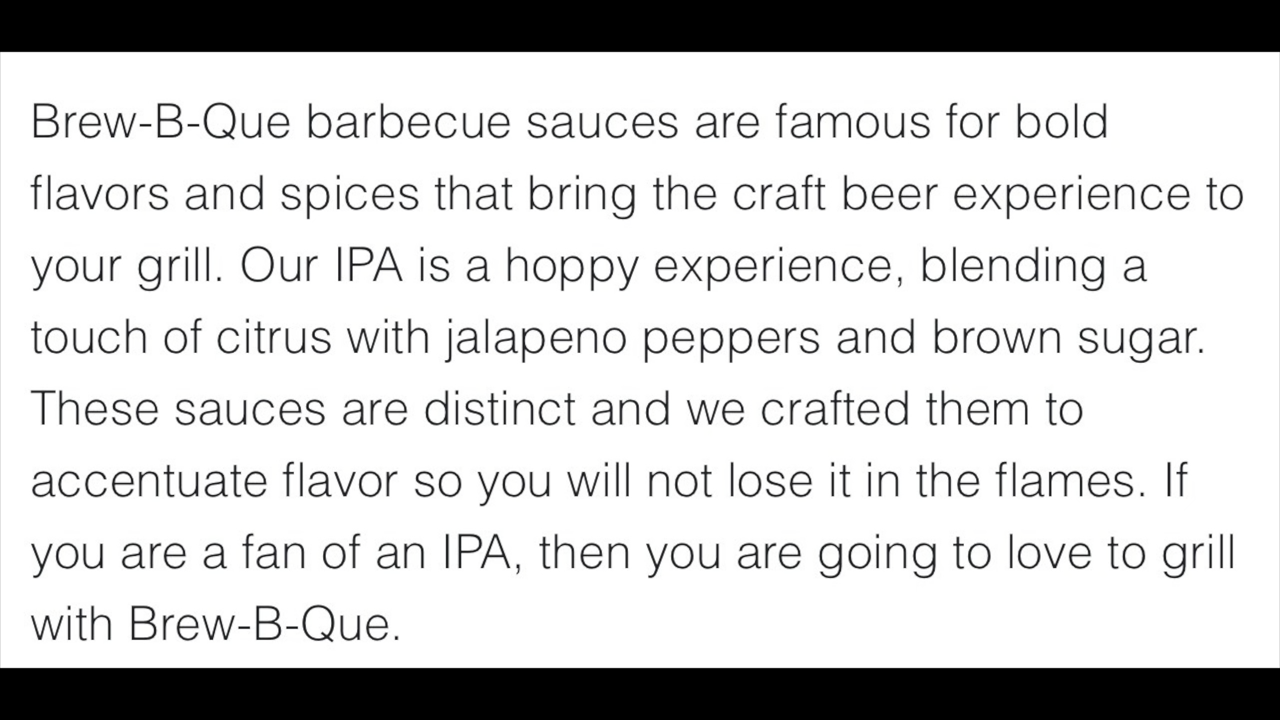 Brew-B-Que barbecue sauces are famous for bold
flavors and spices that bring the craft beer experience to
your grill. Our IPA is a hoppy experience, blending a
touch of citrus with jalapeno peppers and brown sugar.
These sauces are distinct and we crafted them to
accentuate flavor so you will not lose it in the flames. If
you are a fan of an IPA, then you are going to love to grill
with Brew-B-Que.